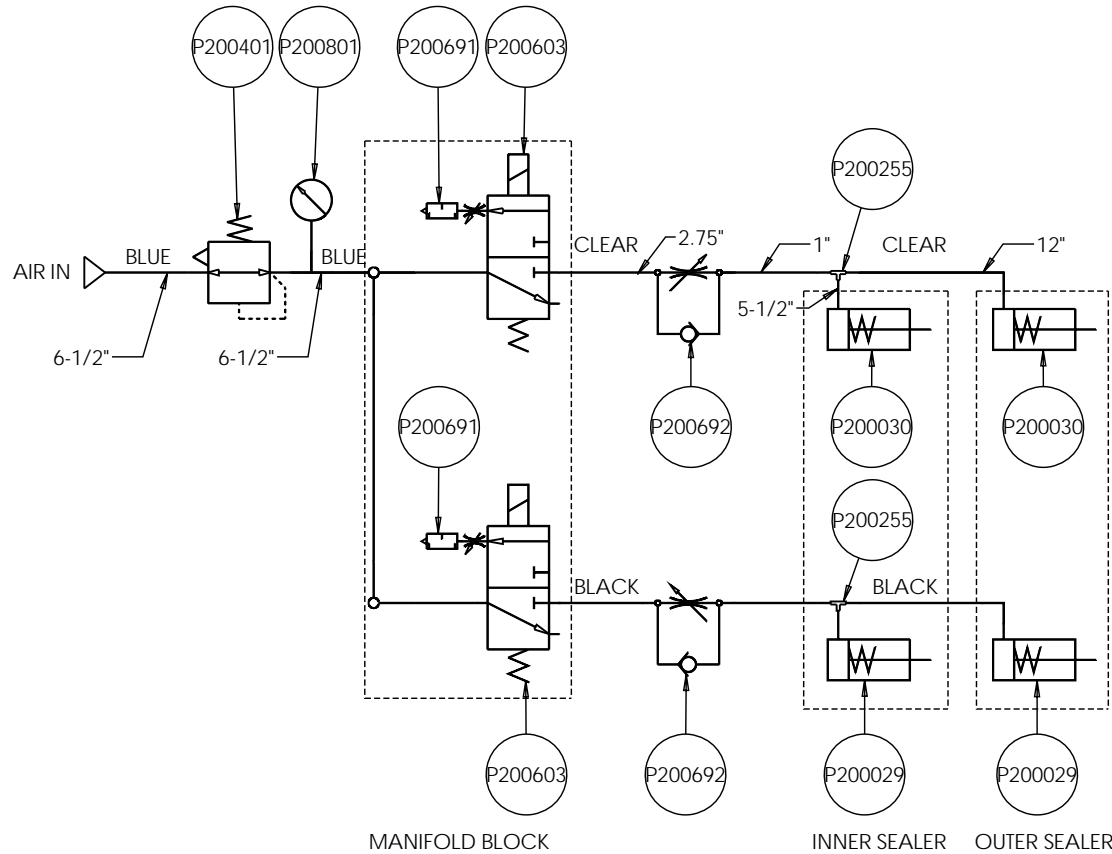 P200401
P200801
P200691
P200603
P200255
AIR IN
BLUE
BLUE
CLEAR
2.75"
1"
CLEAR
12"
6-1/2"
6-1/2"
5-1/2"
P200691
P200692
P200030
P200030
P200255
BLACK
BLACK
P200603
P200692
P200029
P200029
MANIFOLD BLOCK
INNER SEALER
OUTER SEALER